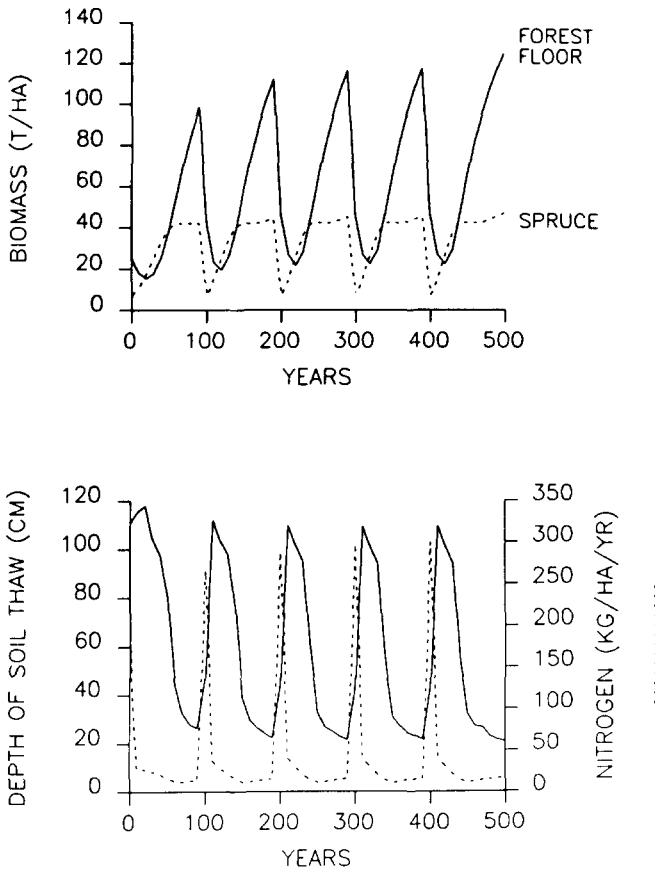 BIOMASS (T/HA)
140
120
100
80
60
40
20
0
FOREST
FLOOR
SPRUCE
0 100 200 300 400 500
YEARS
DEPTH OF SOIL THAW (CM)
120
100
80
60
40
20
0
350
300
250
200
150
100
50
0
NITROGEN (KG/HA/YR)
0 100 200 300 400 500
YEARS